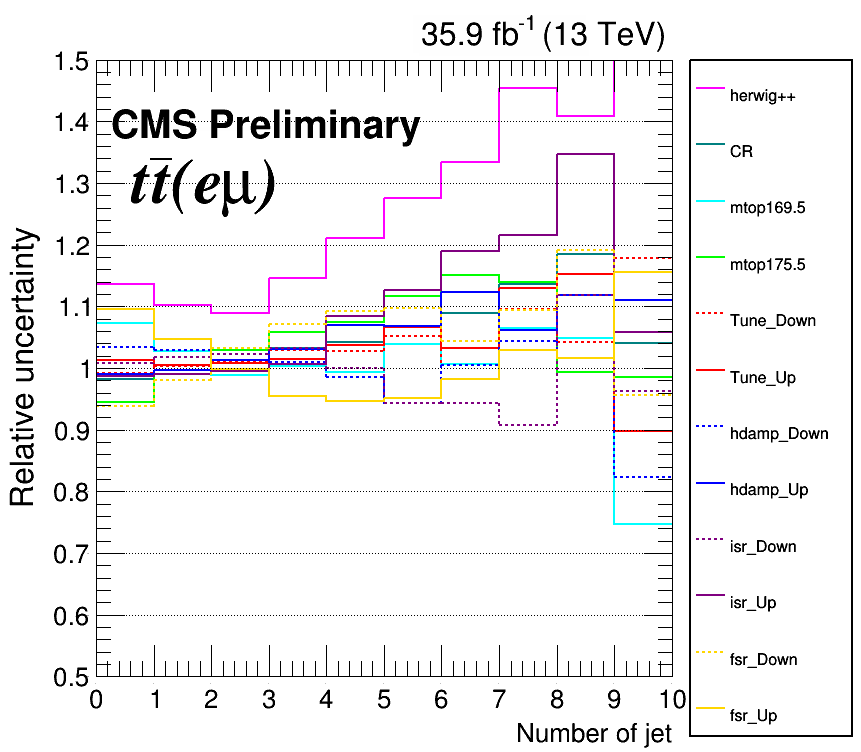 35.9 fb-1 (13 TeV)
CMS Preliminary
tt̄(eμ)
Relative uncertainty
1.5
1.4
1.3
1.2
1.1
1
0.9
0.8
0.7
0.6
0.5
0 1 2 3 4 5 6 7 8 9 10
Number of jet
herwig++
CR
mtop169.5
mtop175.5
Tune_Down
Tune_Up
hdamp_Down
hdamp_Up
isr_Down
isr_Up
fsr_Down
fsr_Up